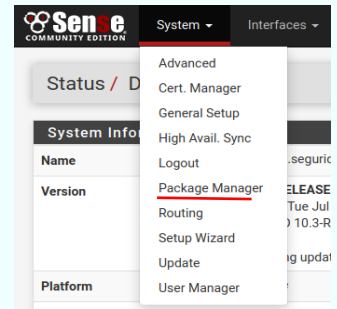 Sense
COMMUNITY EDITION
System
Interfaces
Status / D
Advanced
Cert. Manager
General Setup
High Avail. Sync
Logout
Package Manager
Routing
Setup Wizard
Update
User Manager
System Infor
Name
.seguric
Version
ELEASE
Tue Jul
10.3-R
ng updat
Platform